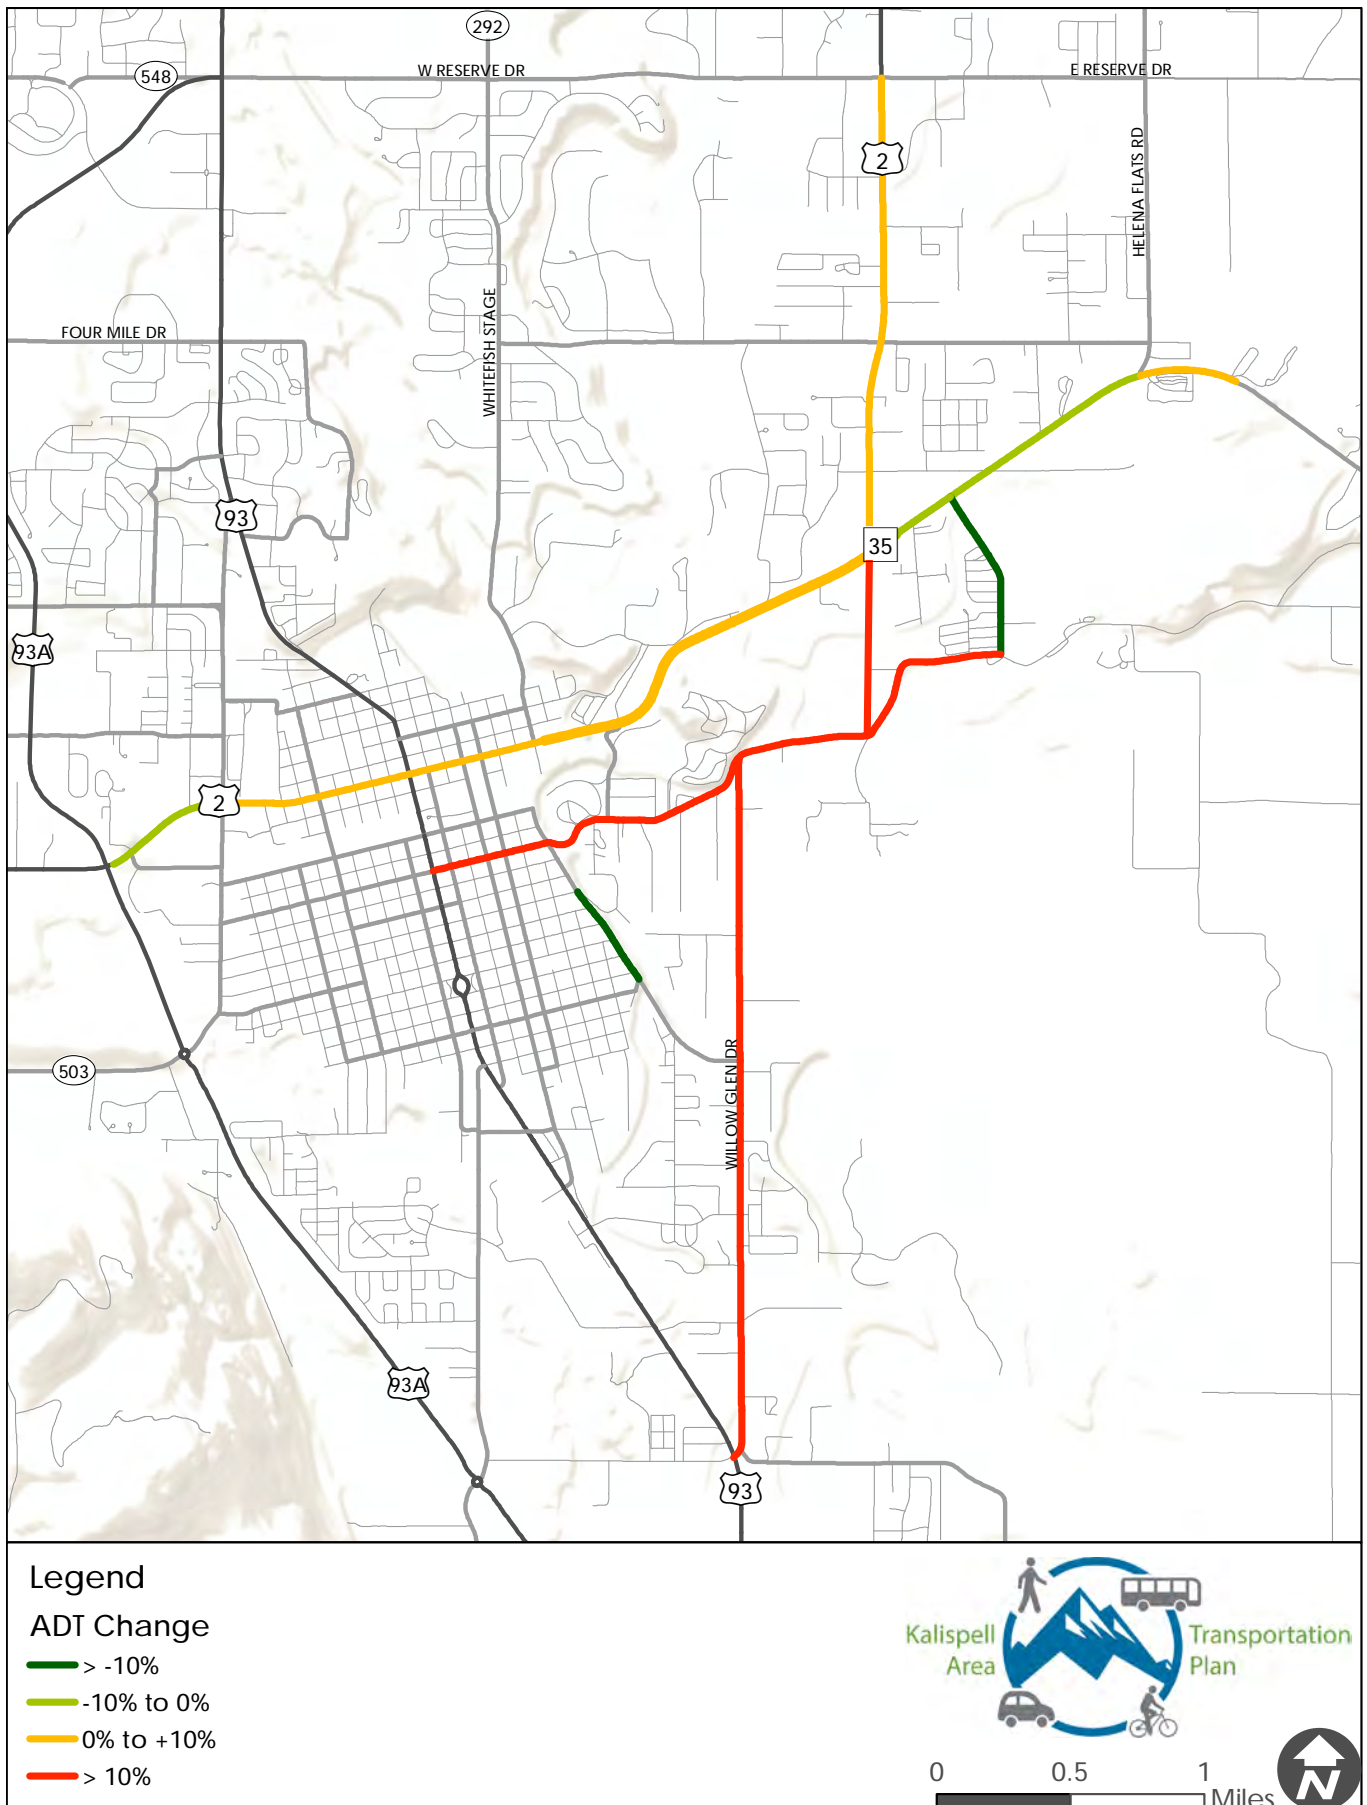 292
548
W RESERVE DR
E RESERVE DR
2
HELENA FLATS RD
WHITEFISH STAGE
FOUR MILE DR
93
35
93A
2
503
WILLOW GLEN DR
93A
93
Legend
ADT Change
> -10%
-10% to 0%
0% to +10%
> 10%
Kalispell
Area
Transportation
Plan
0 0.5 1
Miles
N